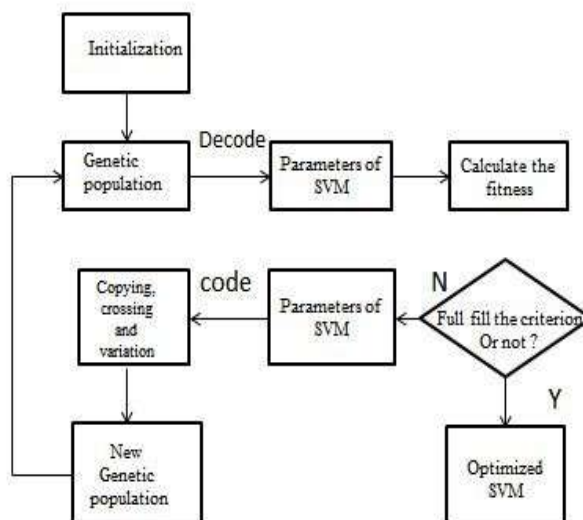 Initialization
Decode
Genetic
population
Parameters of
SVM
Calculate the
fitness
Copying,
crossing
and
variation
code
Parameters of
SVM
N
Full fill the criterion
Or not ?
Y
New
Genetic
population
Optimized
SVM